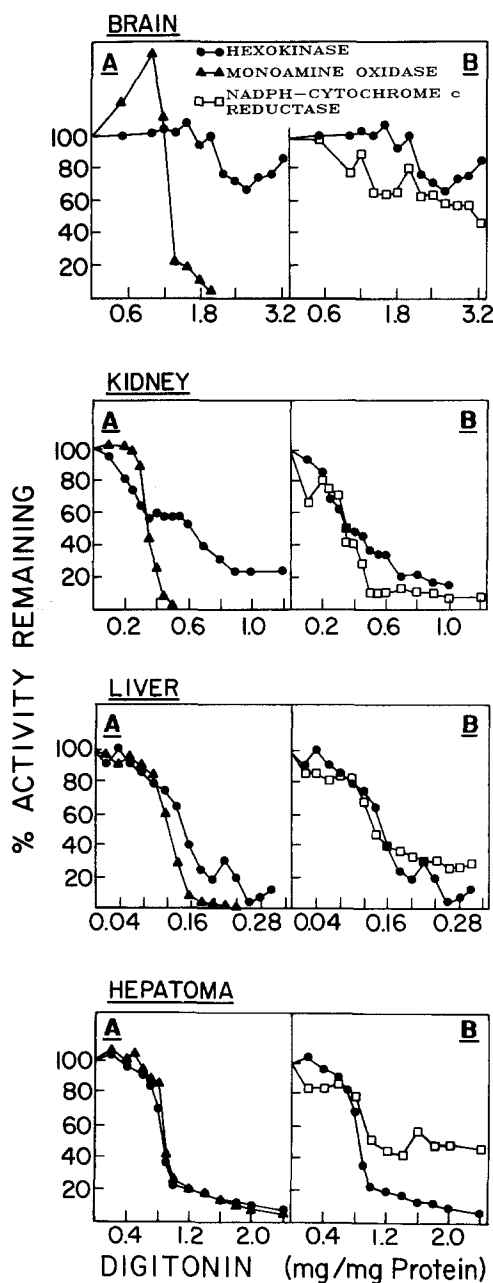 BRAIN
A
B
HEXOKINASE
MONOAMINE OXIDASE
NADPH-CYTOCHROME c
REDUCTASE
100
80
60
40
20
0.6 1.8 3.2 0.6 1.8 3.2
KIDNEY
A B
100
80
60
40
20
0.2 0.6 1.0 0.2 0.6 1.0
% ACTIVITY REMAINING
LIVER
A B
100
80
60
40
20
0.04 0.16 0.28 0.04 0.16 0.28
HEPATOMA
A B
100
80
60
40
20
0.4 1.2 2.0 0.4 1.2 2.0
DIGITONIN (mg/mg Protein)